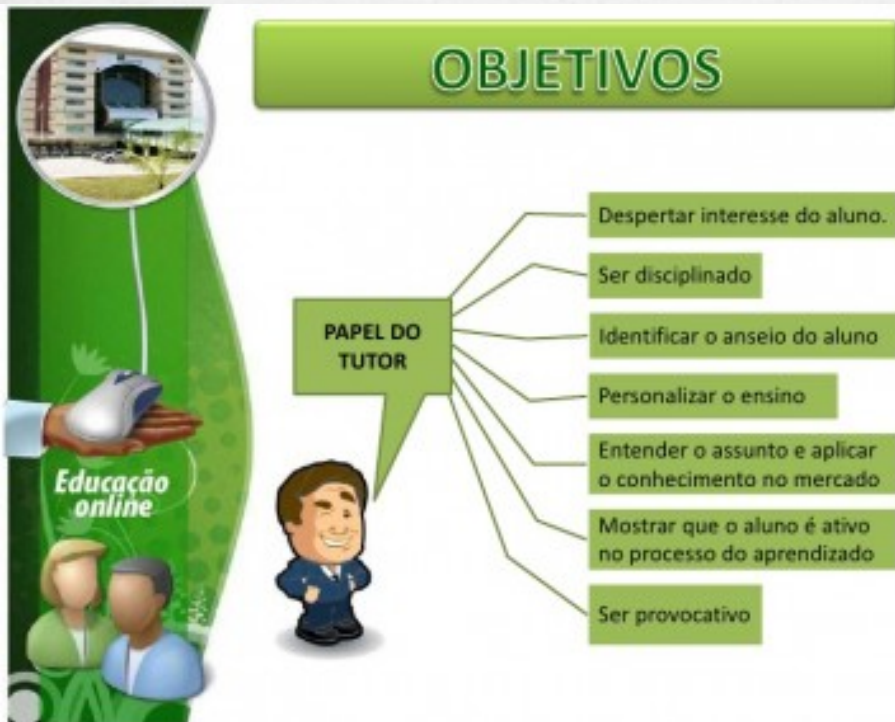 OBJETIVOS
PAPEL DO
TUTOR
Despertar interesse do aluno.
Ser disciplinado
Identificar o anseio do aluno
Personalizar o ensino
Entender o assunto e aplicar
o conhecimento no mercado
Mostrar que o aluno é ativo
no processo do aprendizado
Ser provocativo
Educação
online